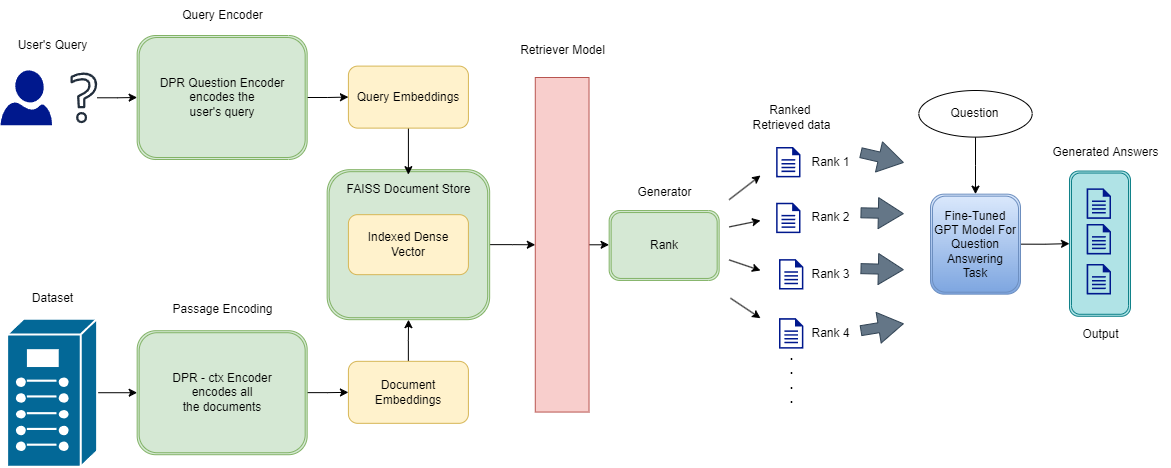 Query Encoder
User's Query
DPR Question Encoder
encodes the
user's query
Query Embeddings
FAISS Document Store
Indexed Dense
Vector
Dataset
Passage Encoding
DPR - ctx Encoder
encodes all
the documents
Document
Embeddings
Retriever Model
Generator
Rank
Ranked
Retrieved data
Rank 1
Rank 2
Rank 3
Rank 4
Question
Fine-Tuned
GPT Model For
Question
Answering
Task
Generated Answers
Output